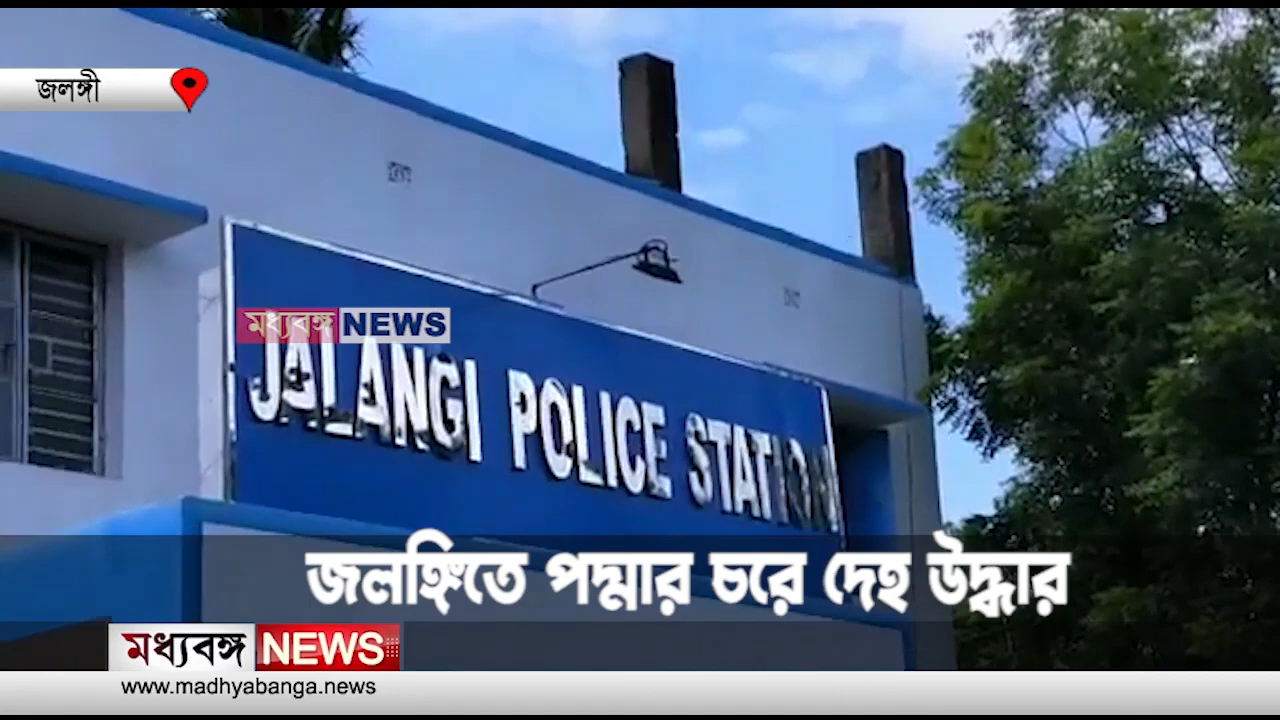 জলঙ্গী
মধ্যবঙ্গ NEWS
JALANGI POLICE STATION
জলঙ্গিতে পদ্মার চরে দেহ উদ্ধার
মধ্যবঙ্গ NEWS
www.madhyabanga.news